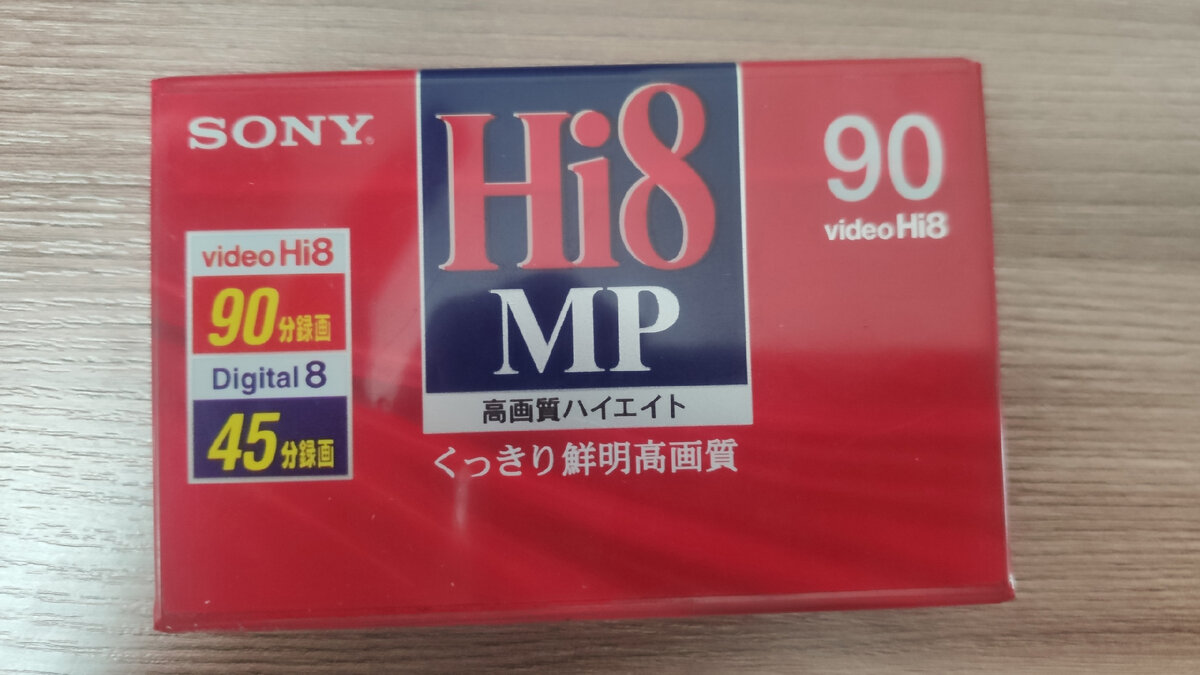 SONY®
Hi8
MP
高画質ハイエイト
くっきり鮮明高画質
90
video Hi8
video Hi8
90分録画
Digital 8
45分録画